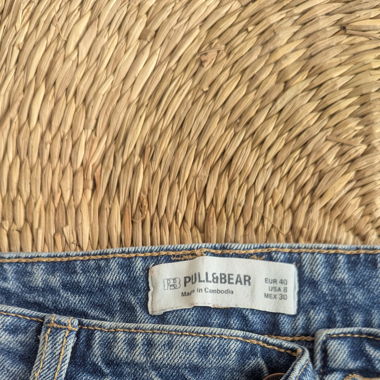 PULL&BEAR
Made in Cambodia
EUR 40
USA 8
MEX 30